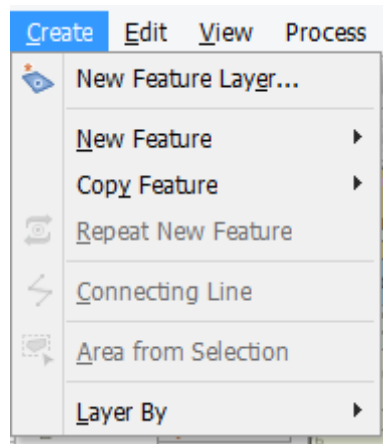 Create Edit View Process
New Feature Layer...
New Feature
Copy Feature
Repeat New Feature
Connecting Line
Area from Selection
Layer By